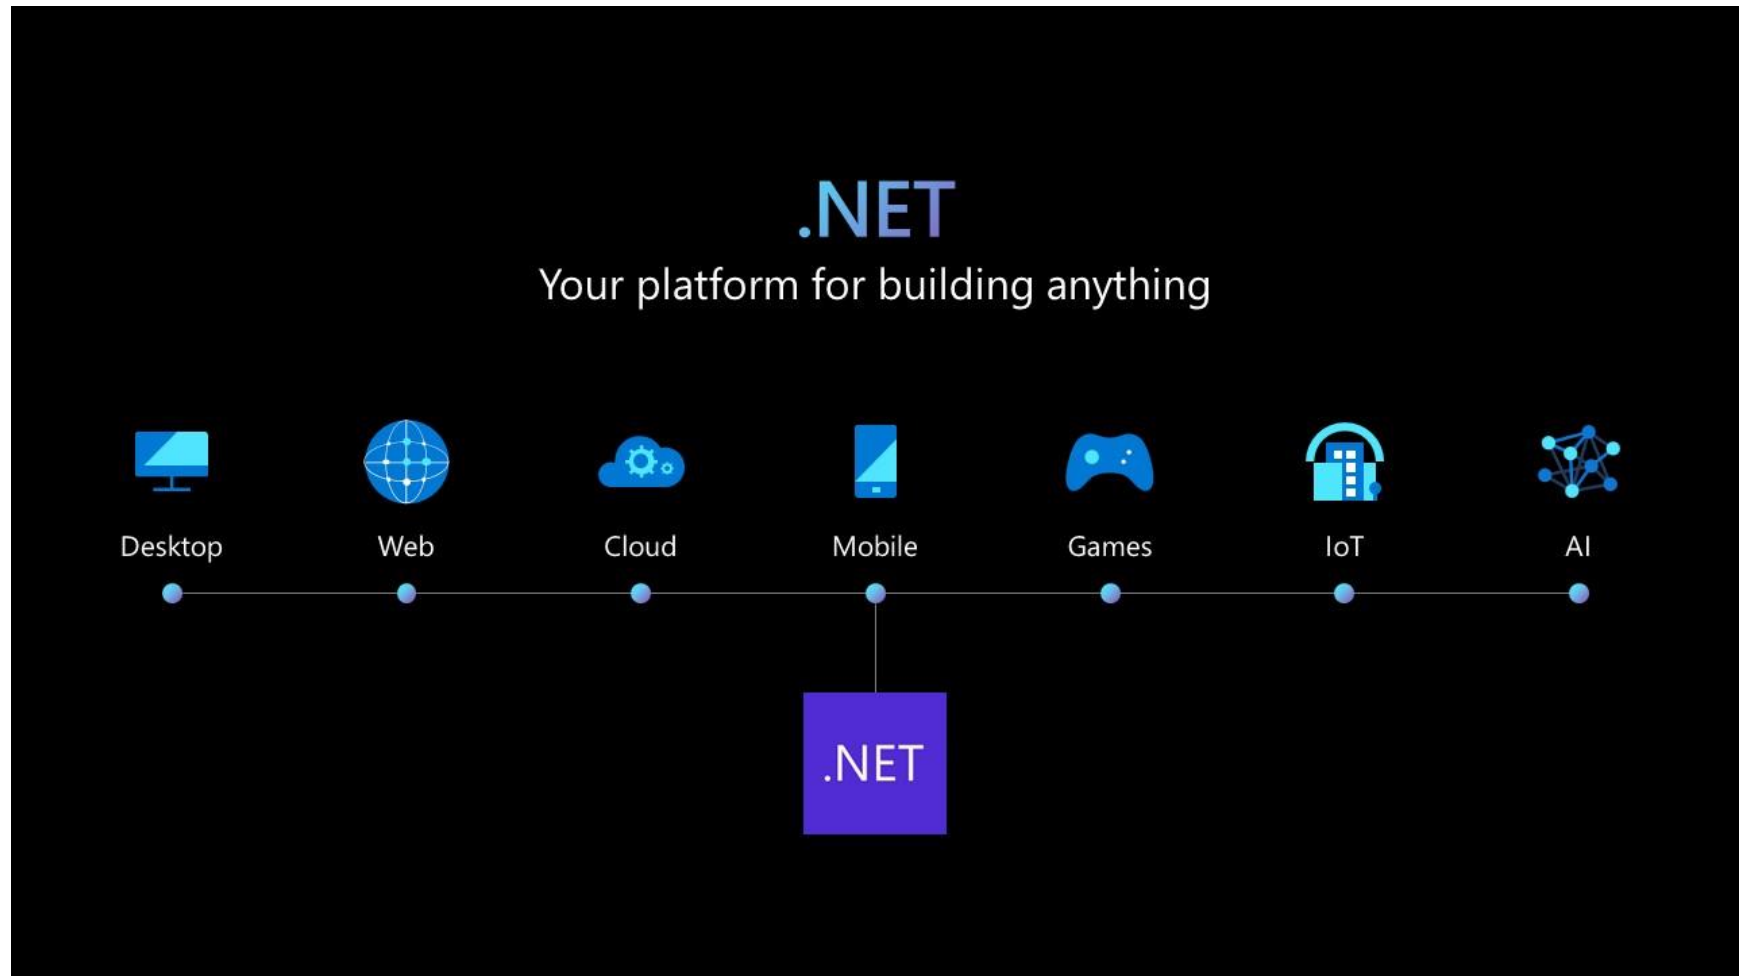 .NET
Your platform for building anything
Desktop Web Cloud Mobile Games IoT AI
.NET